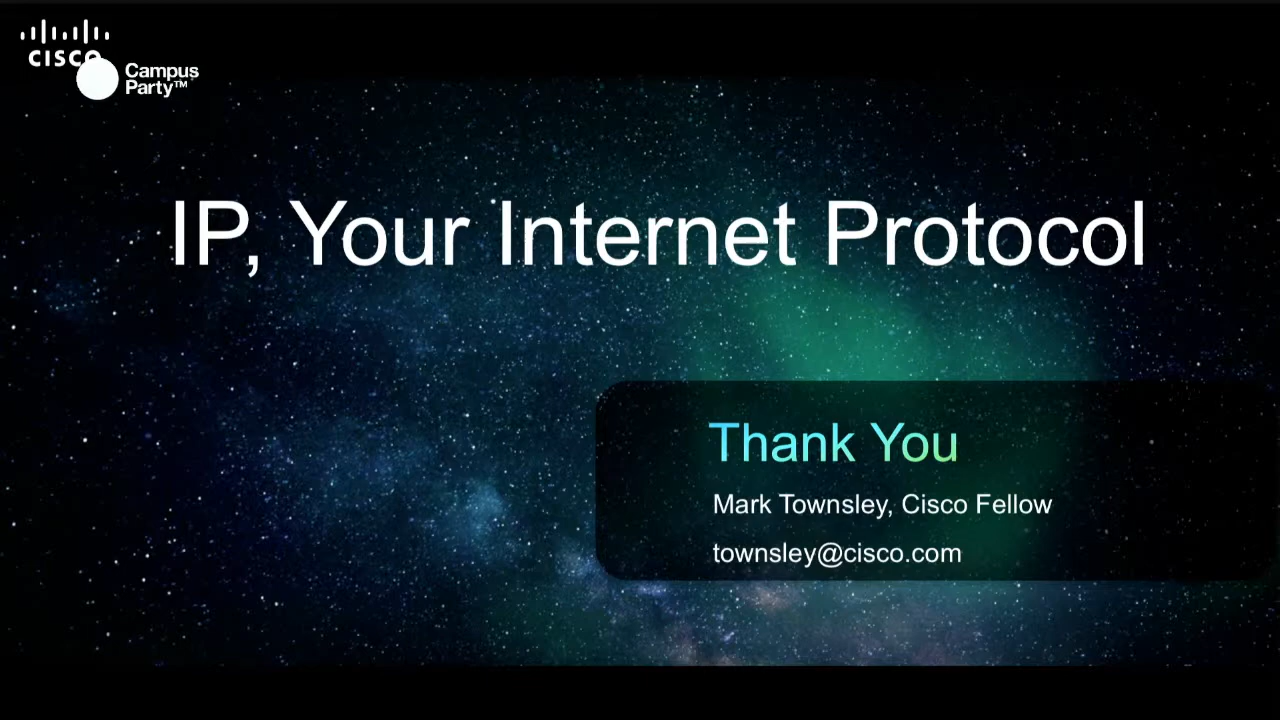 CISCO
Campus
Party™
IP, Your Internet Protocol
Thank You
Mark Townsley, Cisco Fellow
townsley@cisco.com